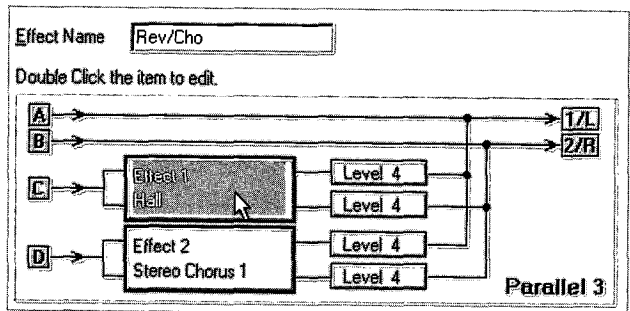 Effect Name Rev/Cho
Double Click the item to edit.
A 1/L
B 2/R
Effect 1 Level 4
C
Hall Level 4
Effect 2 Level 4
D
Stereo Chorus 1 Level 4
Parallel 3